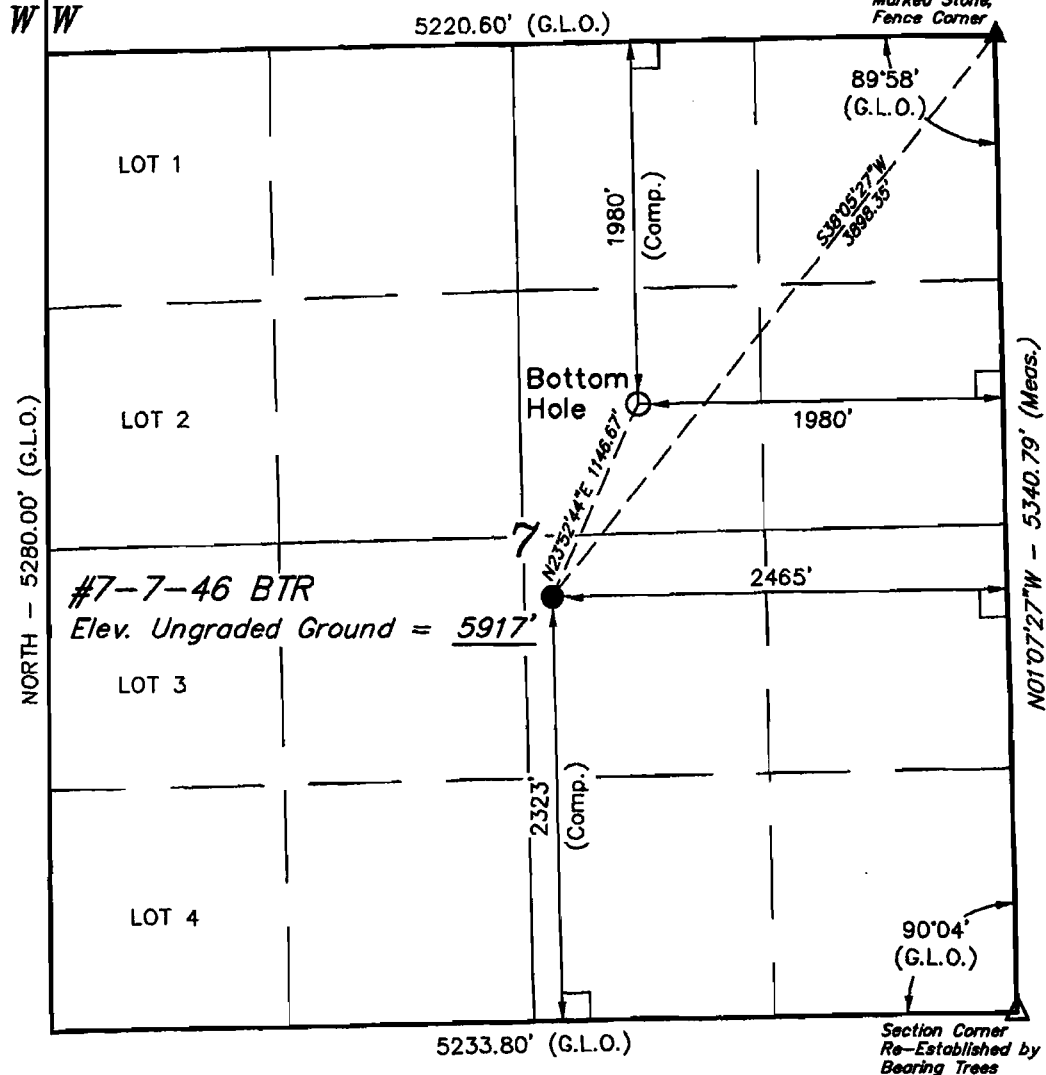 W W
5220.60' (G.L.O.)
Marked Stone,
Fence Corner
89°58'
(G.L.O.)
LOT 1
1980'
(Comp.)
S38°05'27"W
3898.35'
Bottom
Hole
LOT 2
1980'
NORTH - 5280.00' (G.L.O.)
N01°07'27"W - 5340.79' (Meas.)
N23°52'44"E 1146.67'
7
#7-7-46 BTR
Elev. Ungraded Ground = 5917'
2465'
LOT 3
2323'
(Comp.)
LOT 4
90°04'
(G.L.O.)
5233.80' (G.L.O.)
Section Corner
Re-Established by
Bearing Trees